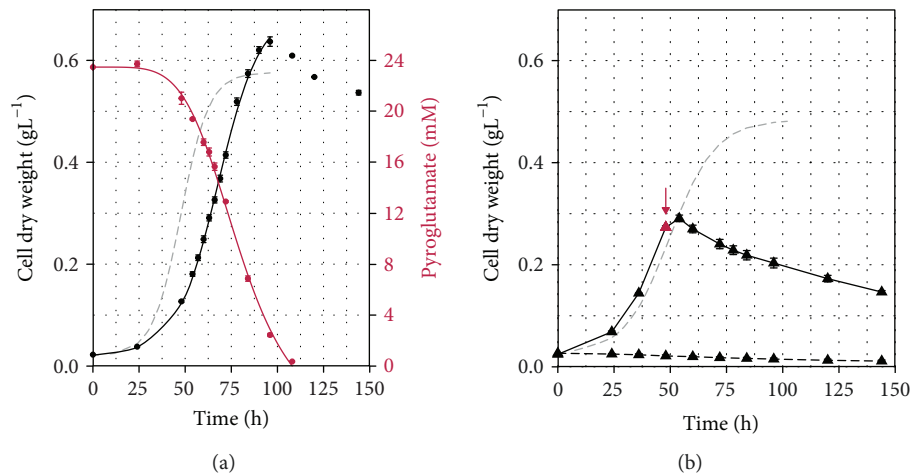 Cell dry weight (gL⁻¹)
0.6
0.4
0.2
0.0
0 25 50 75 100 125 150
Time (h)
24
20
16
12
8
4
0
Pyroglutamate (mM)
(a)
Cell dry weight (gL⁻¹)
0.6
0.4
0.2
0.0
0 25 50 75 100 125 150
Time (h)
(b)